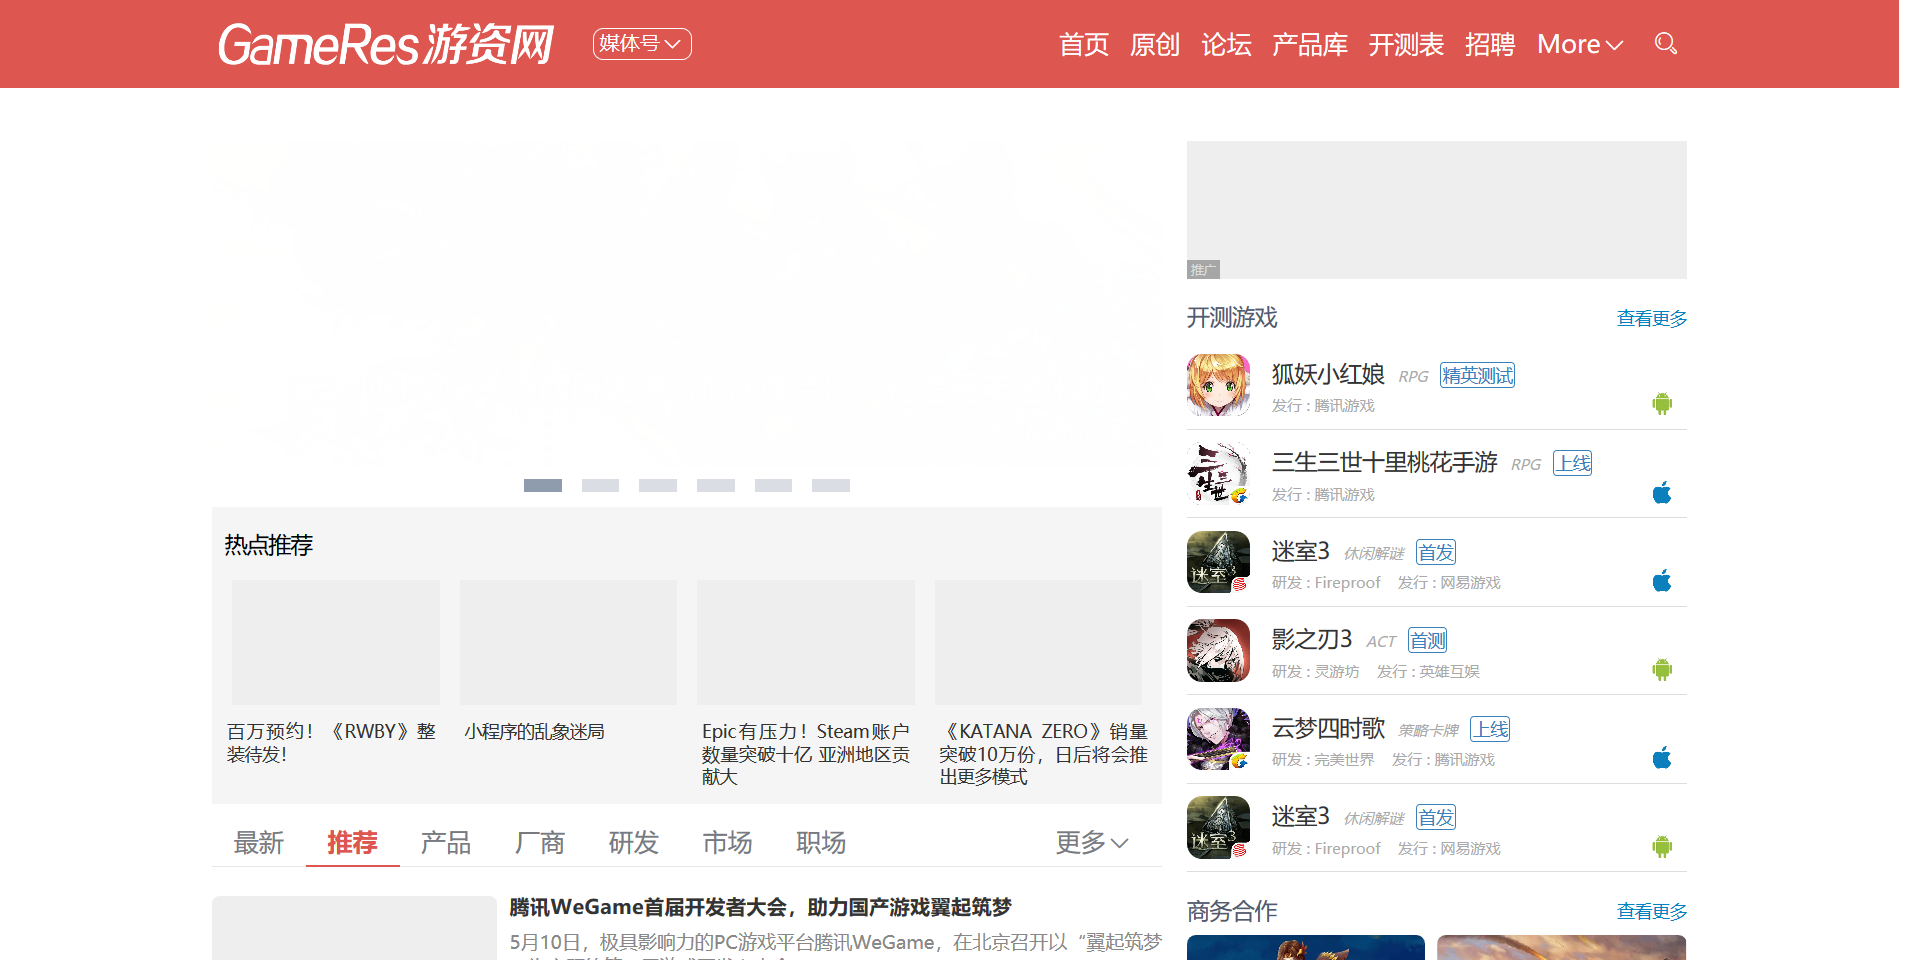 GameRes游资网
媒体号
首页 原创 论坛 产品库 开测表 招聘 More
推广
开测游戏 查看更多
狐妖小红娘 RPG 精英测试
发行 : 腾讯游戏
三生三世十里桃花手游 RPG 上线
发行 : 腾讯游戏
迷室3 休闲解谜 首发
研发 : Fireproof 发行 : 网易游戏
影之刃3 ACT 首测
研发 : 灵游坊 发行 : 英雄互娱
云梦四时歌 策略卡牌 上线
研发 : 完美世界 发行 : 腾讯游戏
迷室3 休闲解谜 首发
研发 : Fireproof 发行 : 网易游戏
商务合作 查看更多
热点推荐
百万预约！《RWBY》整
装待发！
小程序的乱象迷局
Epic有压力！Steam账户
数量突破十亿 亚洲地区贡
献大
《KATANA ZERO》销量
突破10万份，日后将会推
出更多模式
最新 推荐 产品 厂商 研发 市场 职场 更多
腾讯WeGame首届开发者大会，助力国产游戏翼起筑梦
5月10日，极具影响力的PC游戏平台腾讯WeGame，在北京召开以“翼起筑梦